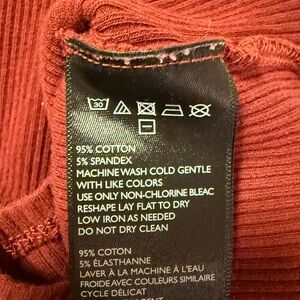 30
95% COTTON
5% SPANDEX
MACHINE WASH COLD GENTLE
WITH LIKE COLORS
USE ONLY NON-CHLORINE BLEAC
RESHAPE LAY FLAT TO DRY
LOW IRON AS NEEDED
DO NOT DRY CLEAN
95% COTON
5% ÉLASTHANNE
LAVER À LA MACHINE À L'EAU
FROIDE AVEC COULEURS SIMILAIRE
CYCLE DÉLICAT